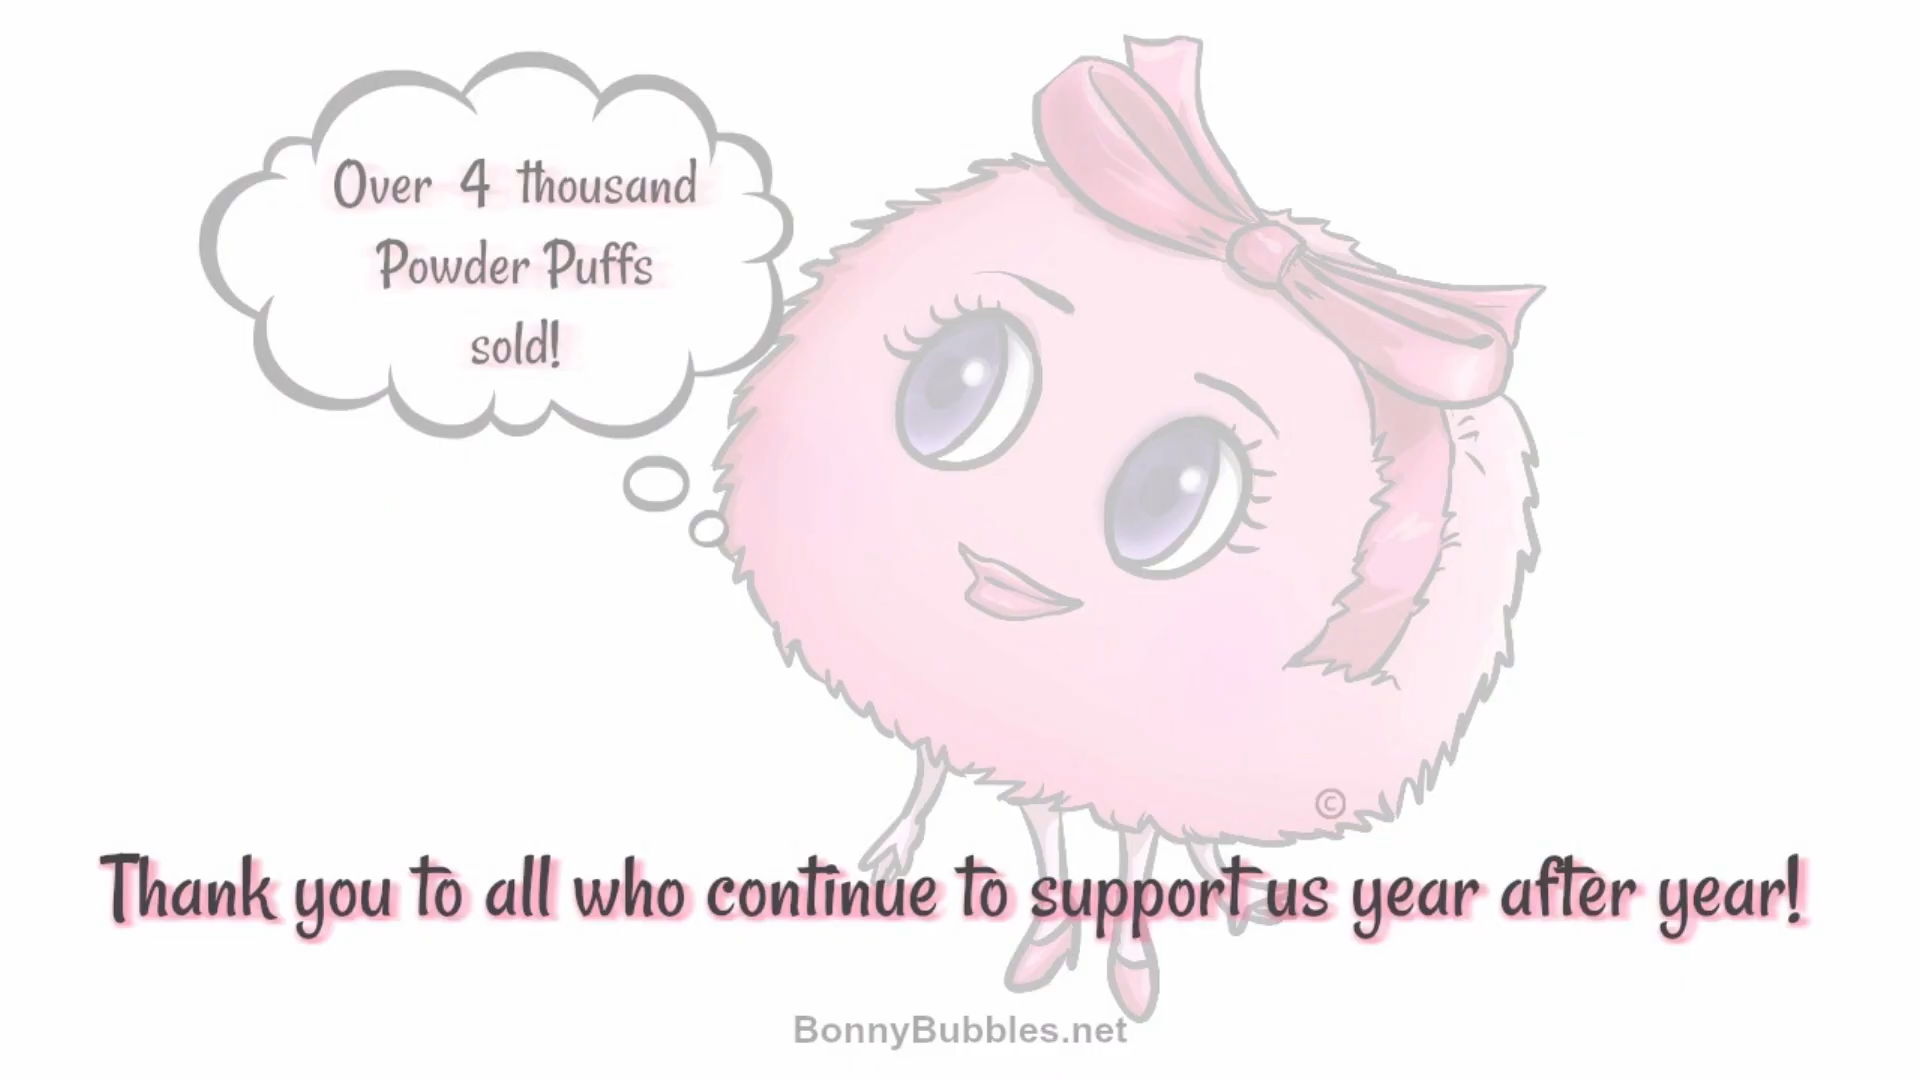 Over 4 thousand
Powder Puffs
sold!
©
Thank you to all who continue to support us year after year!
BonnyBubbles.net